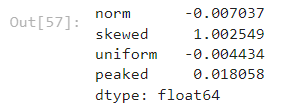 Out[57]: norm -0.007037
skewed 1.002549
uniform -0.004434
peaked 0.018058
dtype: float64